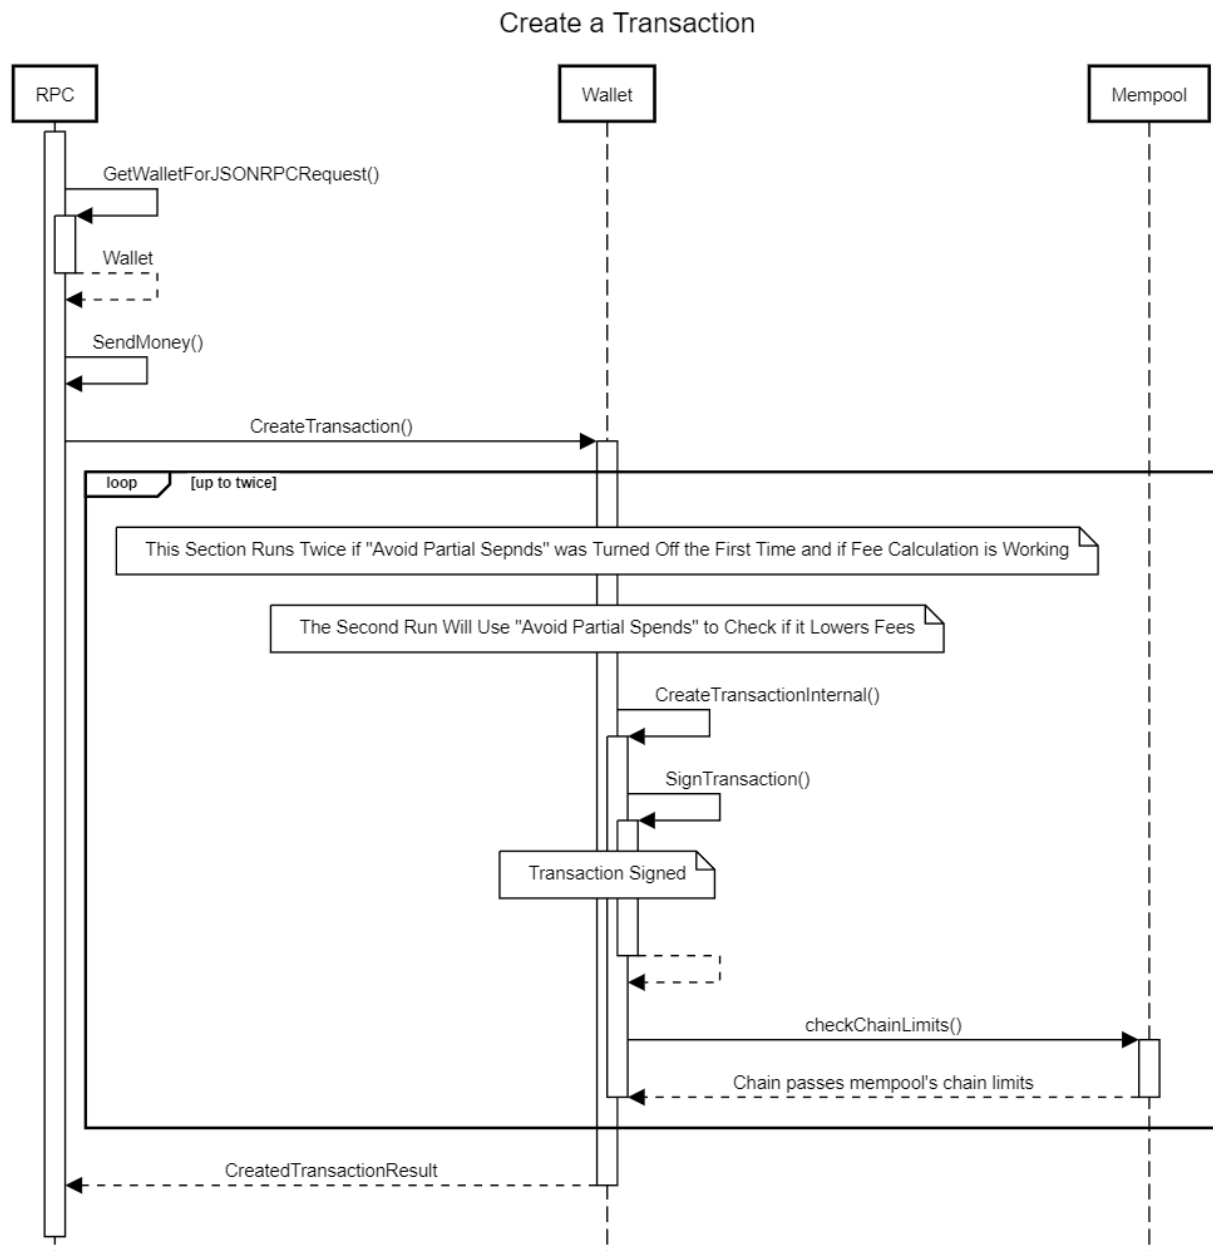 Create a Transaction
RPC
Wallet
Mempool
GetWalletForJSONRPCRequest()
Wallet
SendMoney()
CreateTransaction()
loop
[up to twice]
This Section Runs Twice if "Avoid Partial Sepnds" was Turned Off the First Time and if Fee Calculation is Working
The Second Run Will Use "Avoid Partial Spends" to Check if it Lowers Fees
CreateTransactionInternal()
SignTransaction()
Transaction Signed
checkChainLimits()
Chain passes mempool's chain limits
CreatedTransactionResult